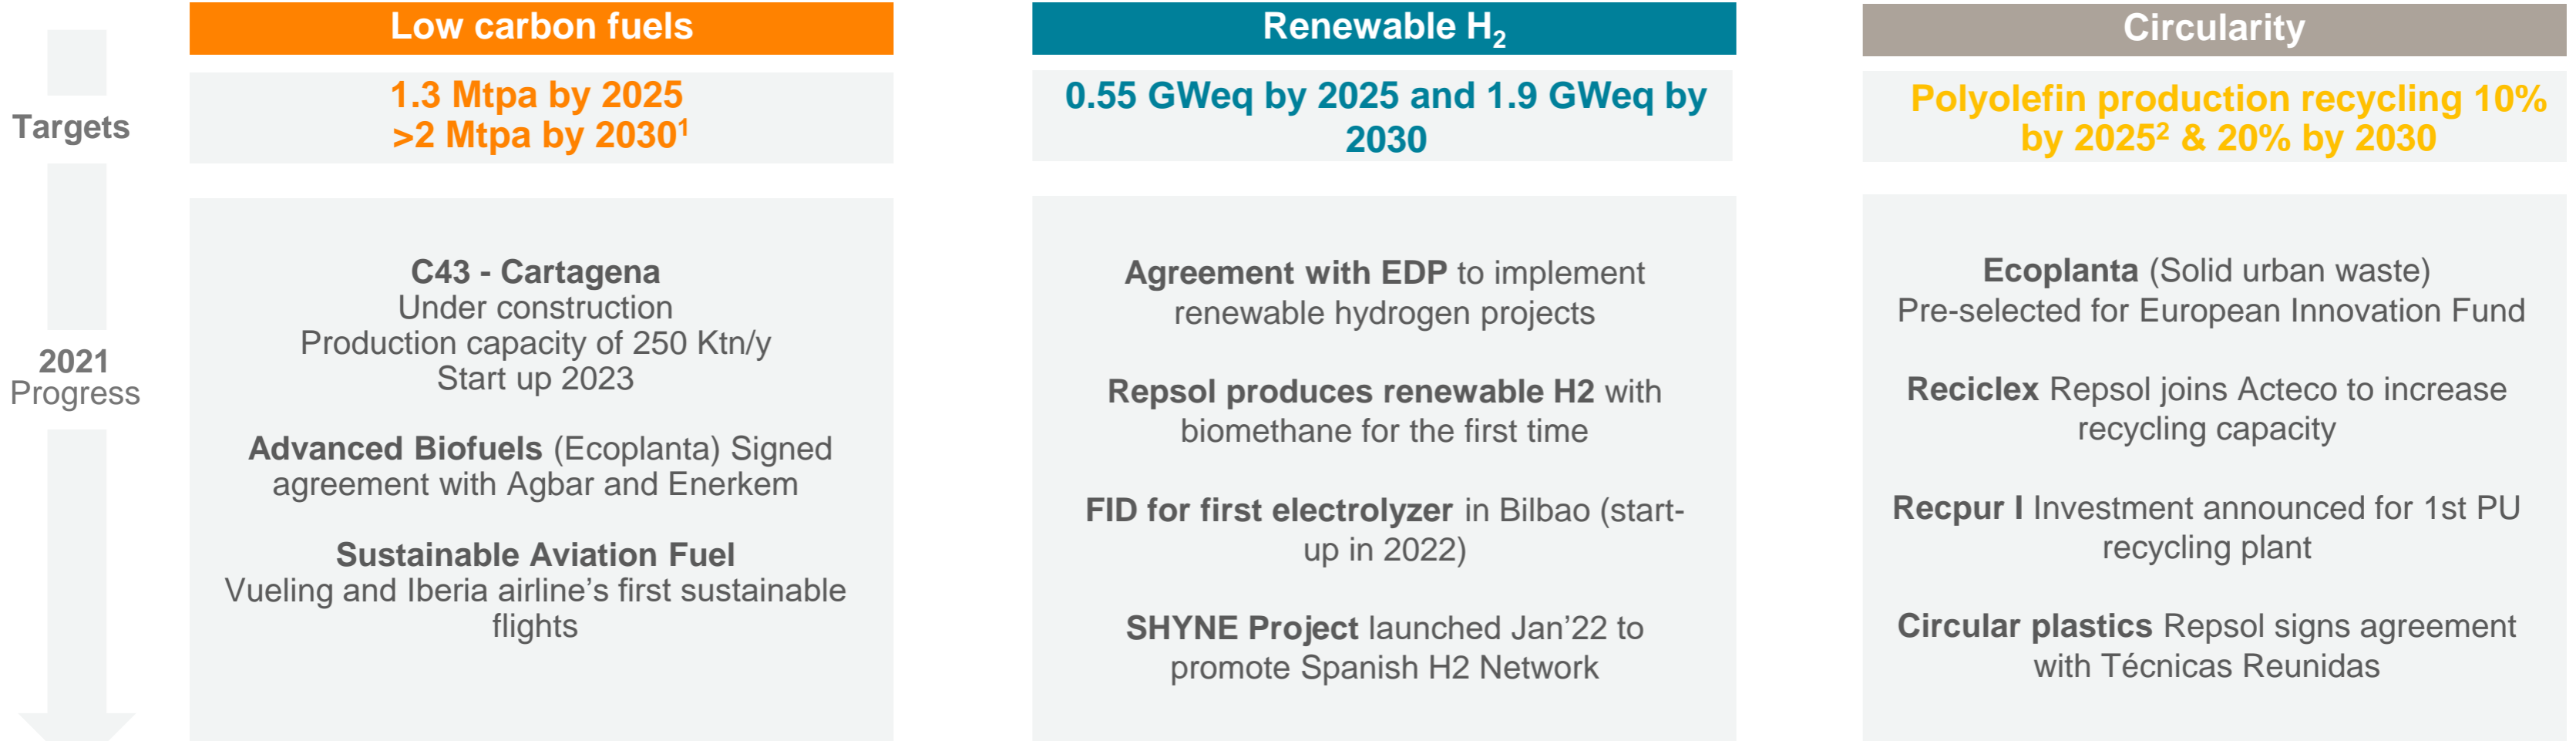 Targets
2021
Progress
Low carbon fuels
1.3 Mtpa by 2025
>2 Mtpa by 2030¹
C43 - Cartagena
Under construction
Production capacity of 250 Ktn/y
Start up 2023
Advanced Biofuels (Ecoplanta) Signed
agreement with Agbar and Enerkem
Sustainable Aviation Fuel
Vueling and Iberia airline’s first sustainable
flights
Renewable H₂
0.55 GWeq by 2025 and 1.9 GWeq by
2030
Agreement with EDP to implement
renewable hydrogen projects
Repsol produces renewable H2 with
biomethane for the first time
FID for first electrolyzer in Bilbao (start-
up in 2022)
SHYNE Project launched Jan’22 to
promote Spanish H2 Network
Circularity
Polyolefin production recycling 10%
by 2025² & 20% by 2030
Ecoplanta (Solid urban waste)
Pre-selected for European Innovation Fund
Reciclex Repsol joins Acteco to increase
recycling capacity
Recpur I Investment announced for 1st PU
recycling plant
Circular plastics Repsol signs agreement
with Técnicas Reunidas